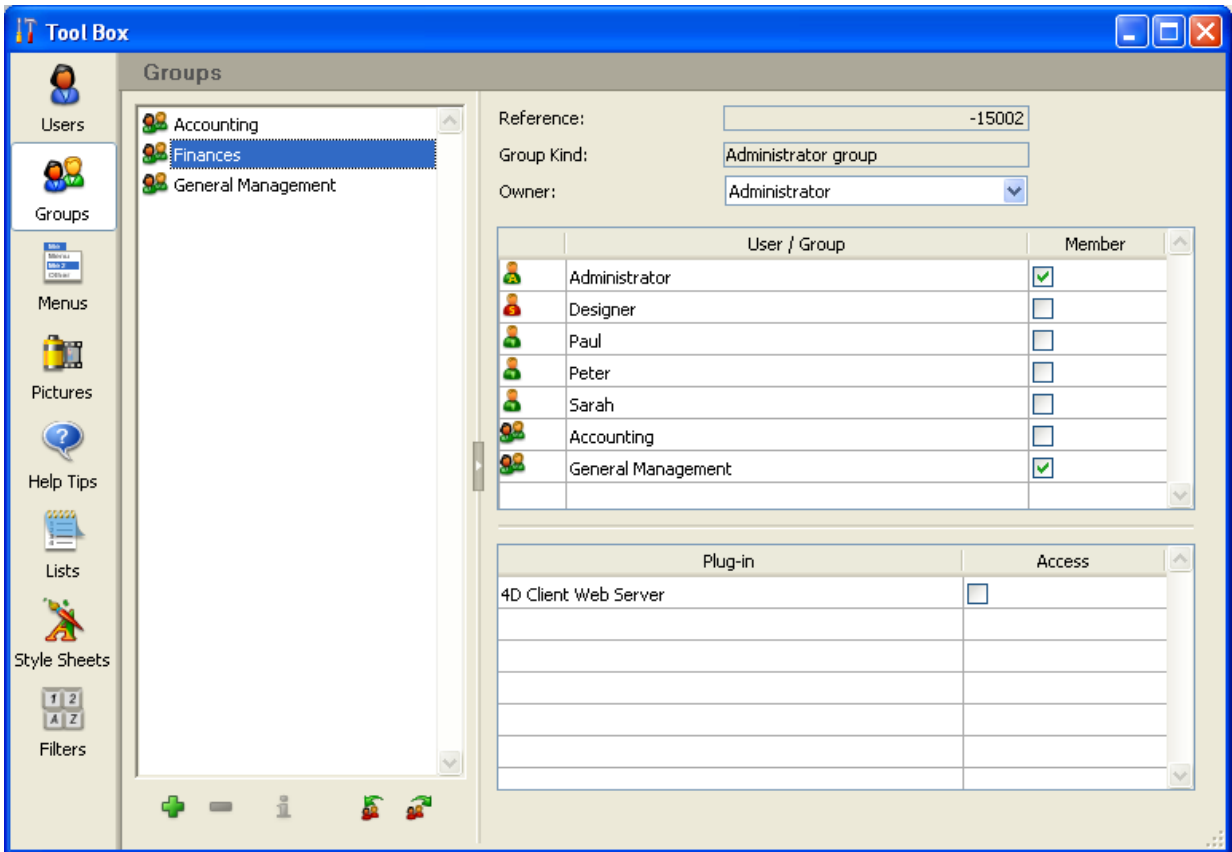 Tool Box
Groups
Users
Groups
Menus
Pictures
Help Tips
Lists
Style Sheets
Filters
Accounting
Finances
General Management
Reference: -15002
Group Kind: Administrator group
Owner: Administrator
User / Group Member
Administrator
Designer
Paul
Peter
Sarah
Accounting
General Management
Plug-in Access
4D Client Web Server